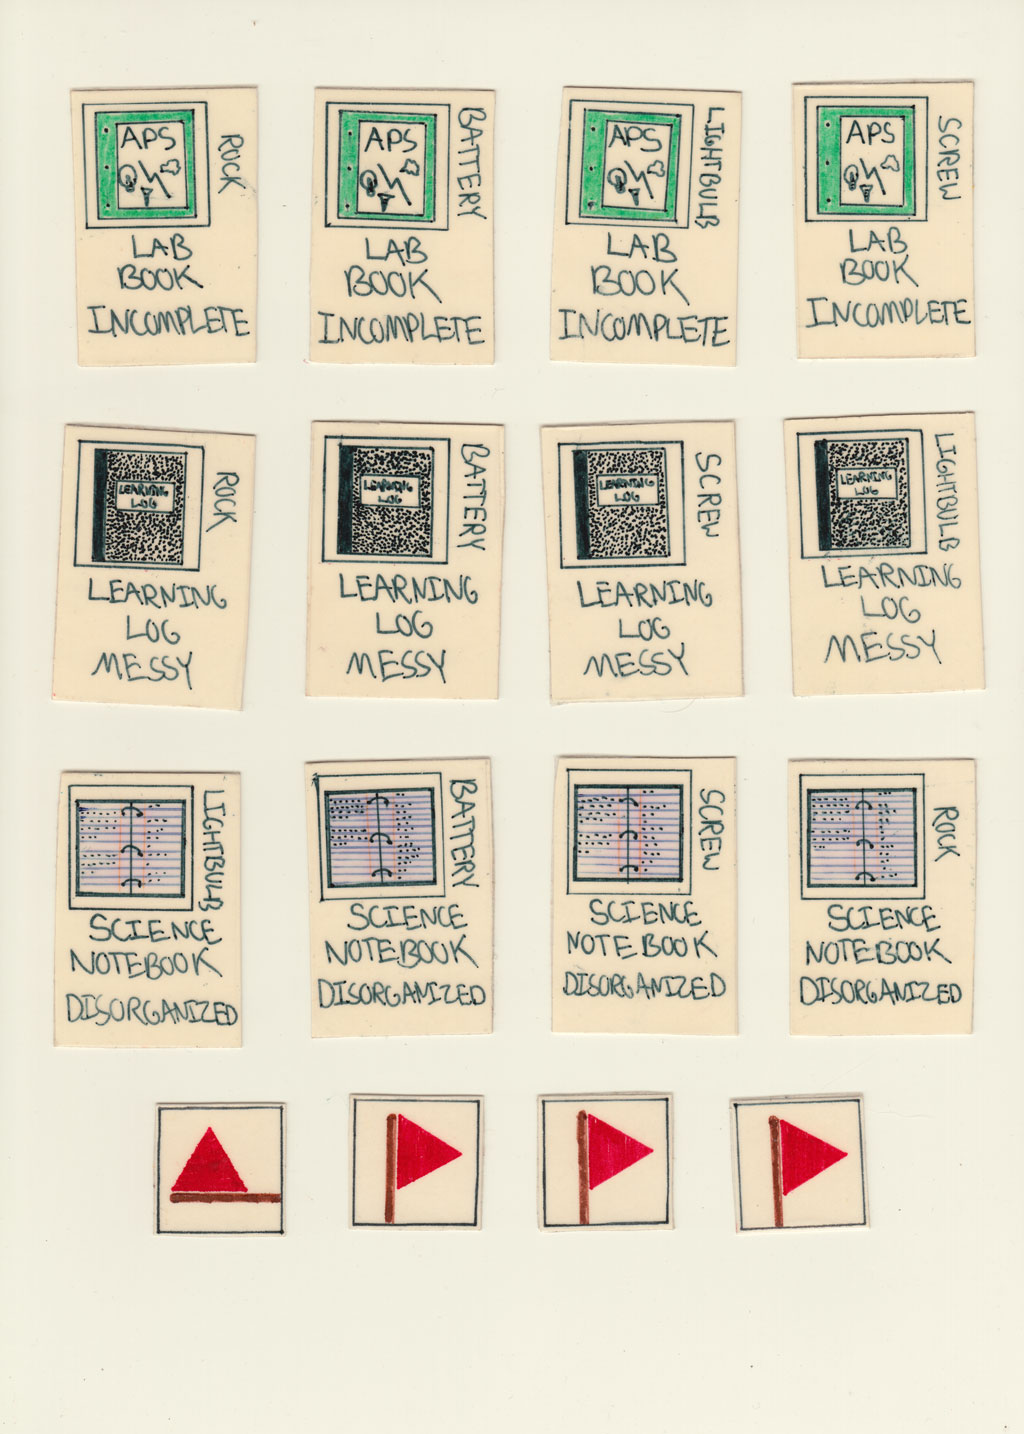 APS
ROCK
LAB
BOOK
INCOMPLETE
APS
BATTERY
LAB
BOOK
INCOMPLETE
APS
LIGHTBULB
LAB
BOOK
INCOMPLETE
APS
SCREW
LAB
BOOK
INCOMPLETE
LEARNING
LOG
ROCK
LEARNING
LOG
MESSY
LEARNING
LOG
BATTERY
LEARNING
LOG
MESSY
LEARNING
LOG
SCREW
LEARNING
LOG
MESSY
LEARNING
LOG
LIGHTBULB
LEARNING
LOG
MESSY
LIGHTBULB
SCIENCE
NOTEBOOK
DISORGANIZED
BATTERY
SCIENCE
NOTEBOOK
DISORGANIZED
SCREW
SCIENCE
NOTEBOOK
DISORGANIZED
ROCK
SCIENCE
NOTEBOOK
DISORGANIZED